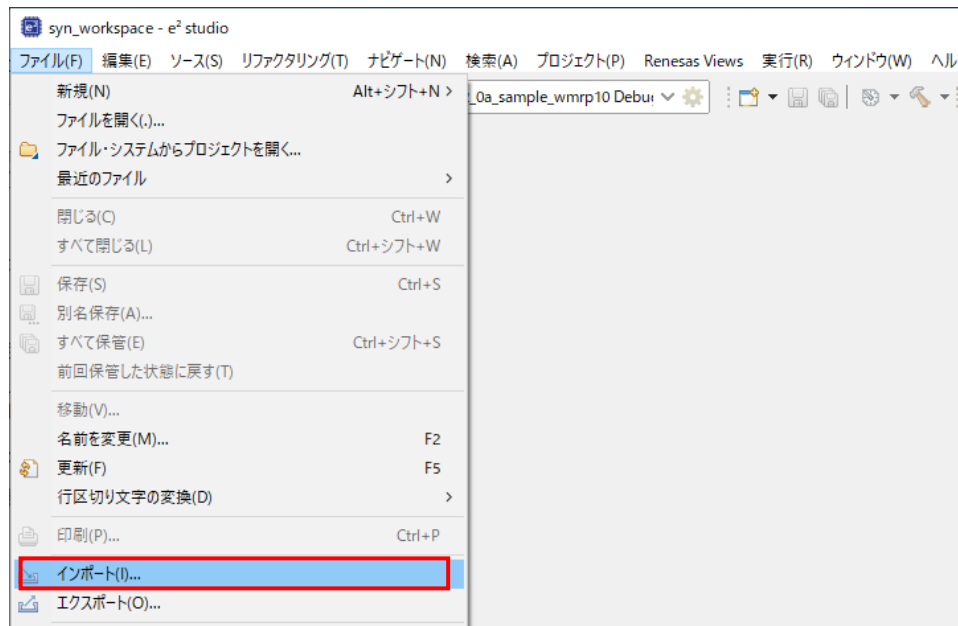 syn_workspace - e² studio
ファイル(F) 編集(E) ソース(S) リファクタリング(T) ナビゲート(N) 検索(A) プロジェクト(P) Renesas Views 実行(R) ウィンドウ(W) ヘル
新規(N) Alt+シフト+N >
_0a_sample_wmrp10 Debu
ファイルを開く(.)...
ファイル・システムからプロジェクトを開く...
最近のファイル >
閉じる(C) Ctrl+W
すべて閉じる(L) Ctrl+シフト+W
保存(S) Ctrl+S
別名保存(A)...
すべて保管(E) Ctrl+シフト+S
前回保管した状態に戻す(T)
移動(V)...
名前を変更(M)... F2
更新(F) F5
行区切り文字の変換(D) >
印刷(P)... Ctrl+P
インポート(I)...
エクスポート(O)...